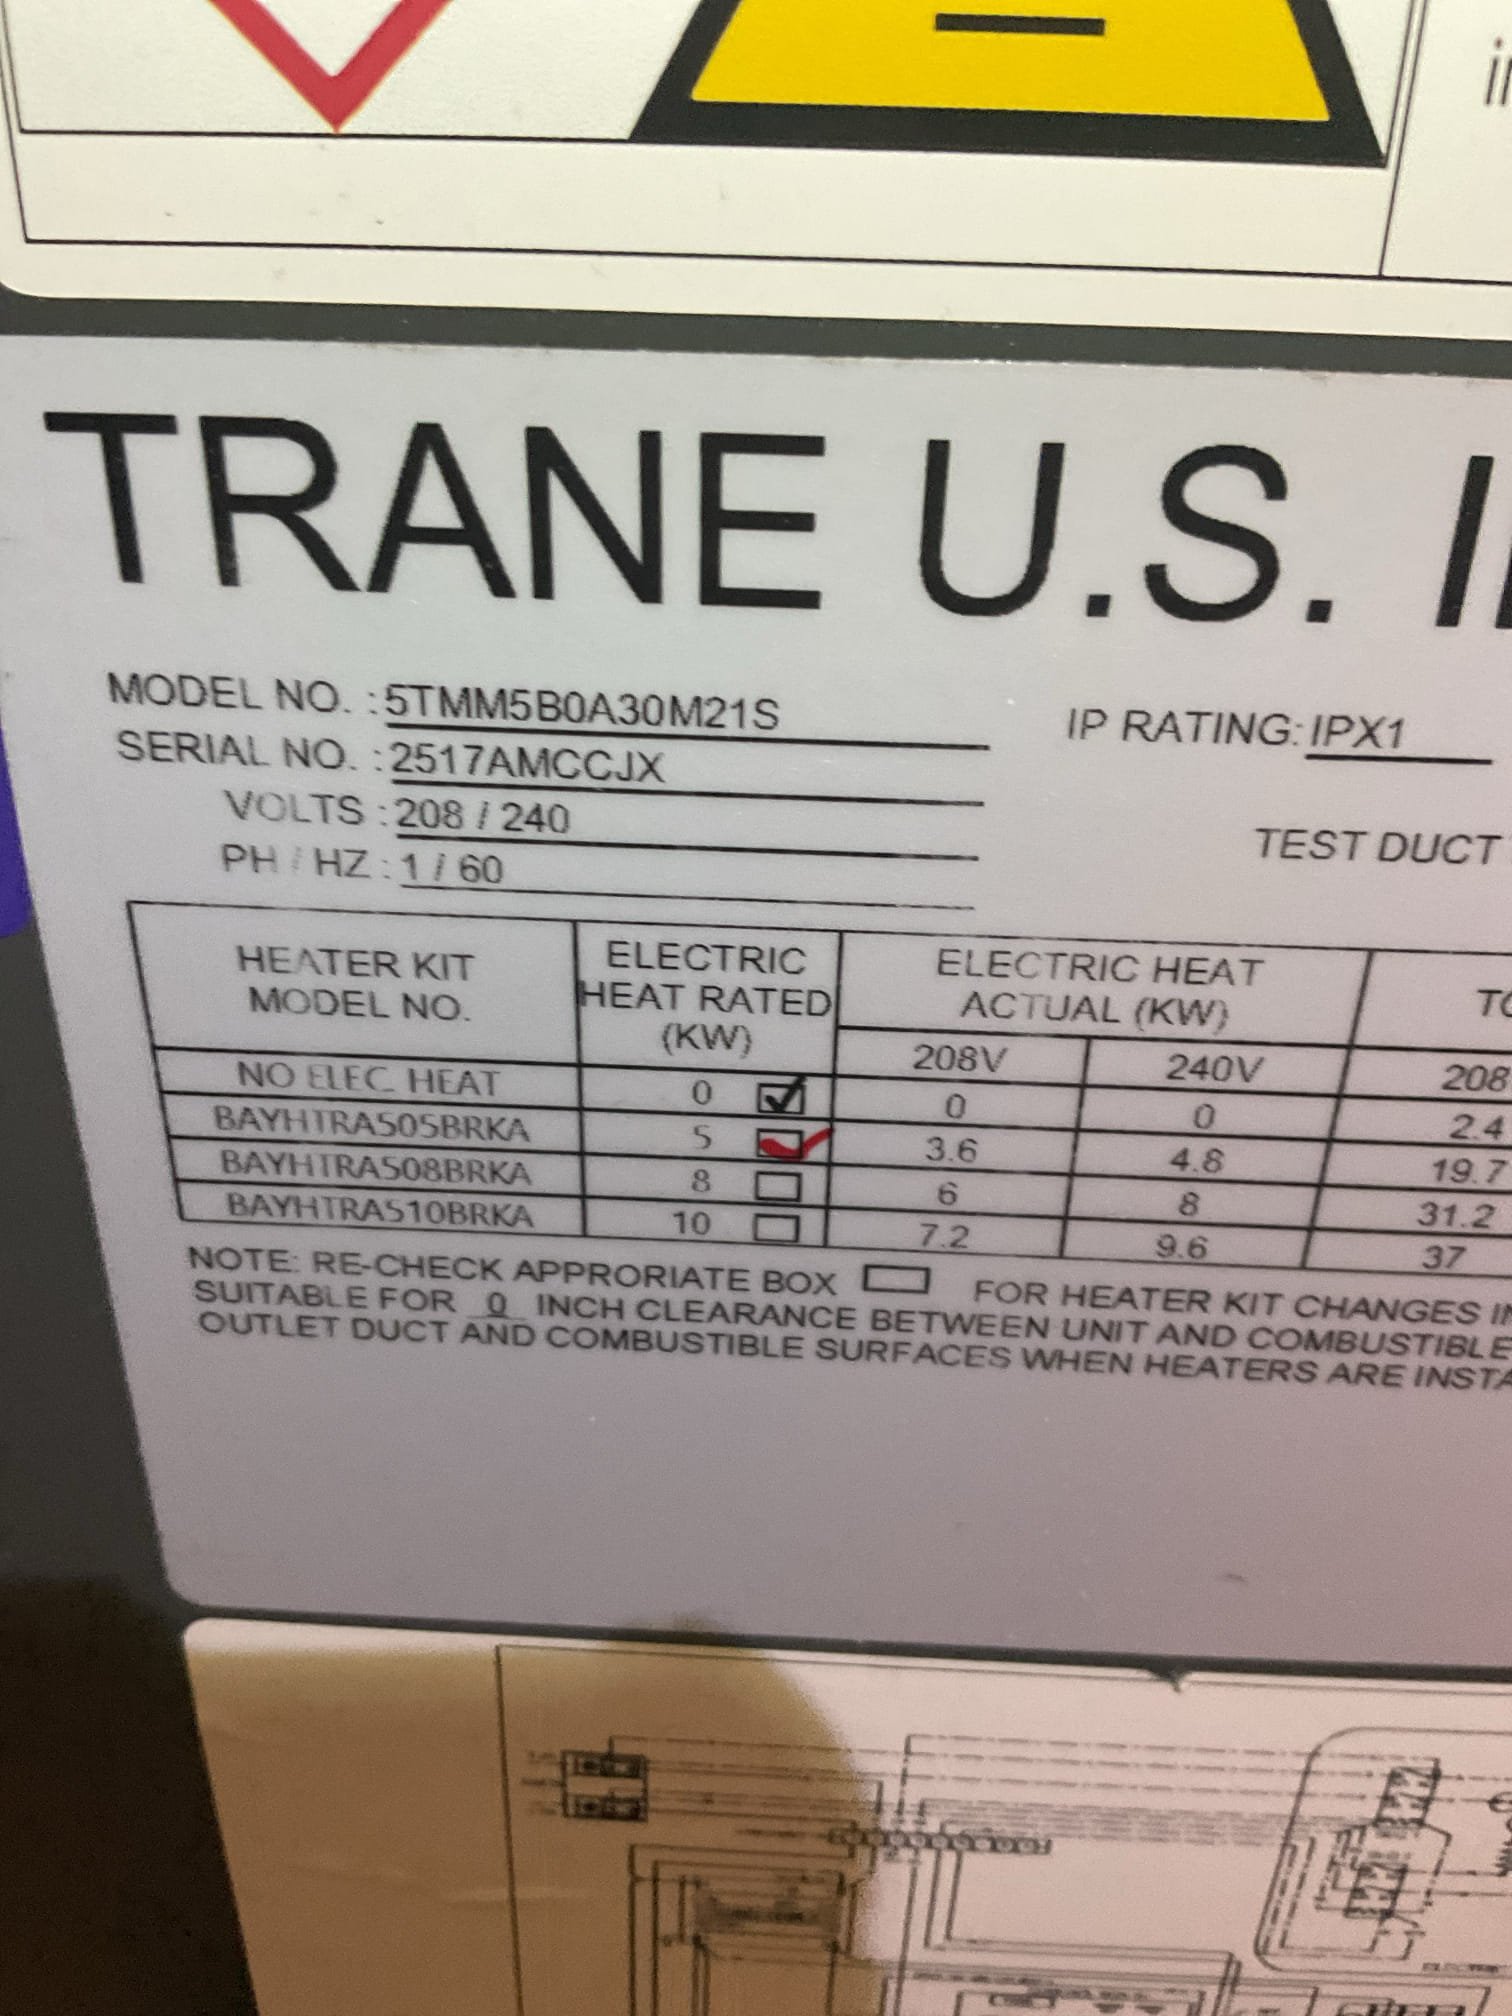 TRANE U.S.
MODEL NO. : 5TMM5B0A30M21S
IP RATING: IPX1
SERIAL NO. : 2517AMCCJX
VOLTS : 208 / 240
TEST DUCT
PH / HZ : 1 / 60
HEATER KIT MODEL NO. ELECTRIC HEAT RATED (KW) ELECTRIC HEAT ACTUAL (KW)
208V 240V 208
NO ELEC. HEAT 0 0 0 2.4
BAYHTRA505BRKA 5 3.6 4.8 19.7
BAYHTRA508BRKA 8 6 8 31.2
BAYHTRA510BRKA 10 7.2 9.6 37
NOTE: RE-CHECK APPRORIATE BOX FOR HEATER KIT CHANGES
SUITABLE FOR 0 INCH CLEARANCE BETWEEN UNIT AND COMBUSTIBLE
OUTLET DUCT AND COMBUSTIBLE SURFACES WHEN HEATERS ARE